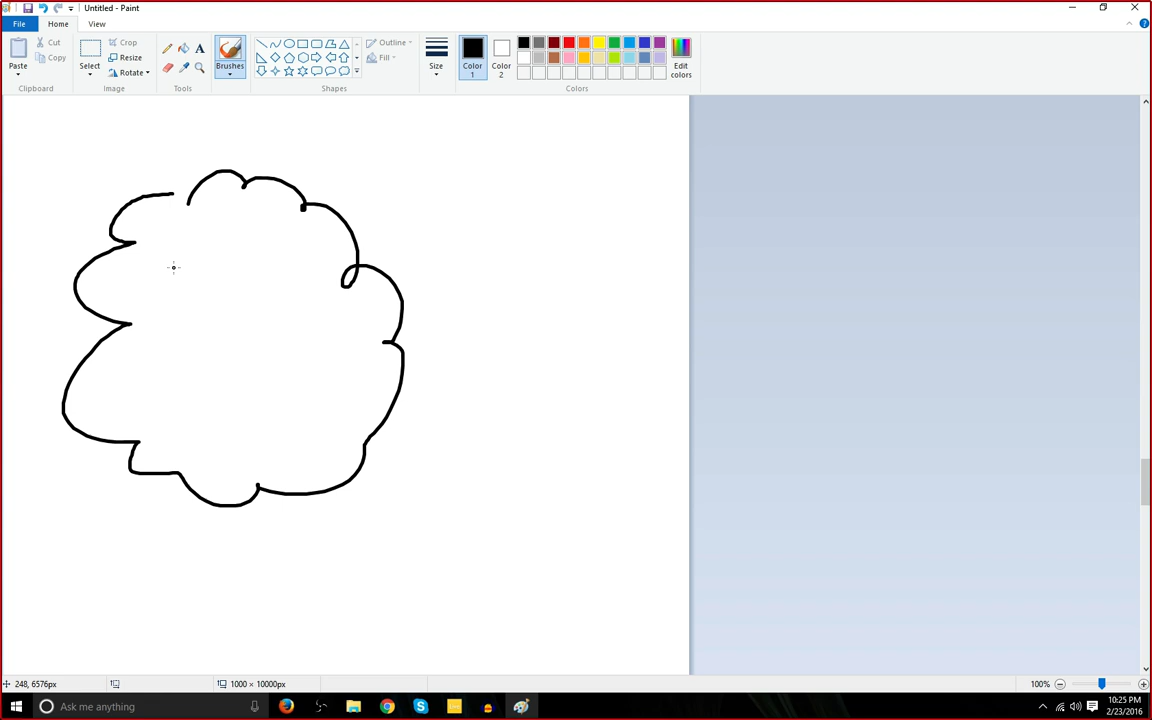 Untitled - Paint
File Home View
Paste
Cut
Copy
Clipboard
Select
Crop
Resize
Rotate
Image
A
Tools
Brushes
Outline
Fill
Shapes
Size
Color 1
Color 2
Edit colors
Colors
248, 6576px
1000 × 10000px
100%
Ask me anything
10:25 PM
2/23/2016